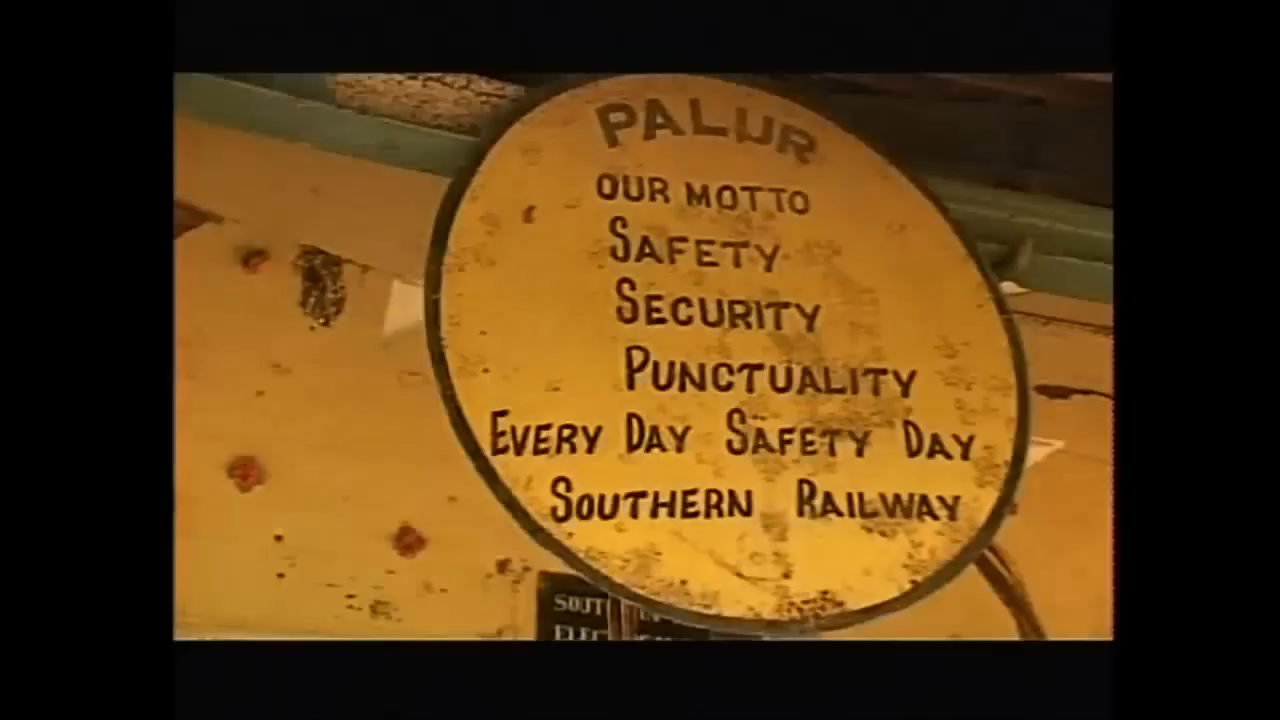 PALUR
OUR MOTTO
SAFETY
SECURITY
PUNCTUALITY
EVERY DAY SAFETY DAY
SOUTHERN RAILWAY